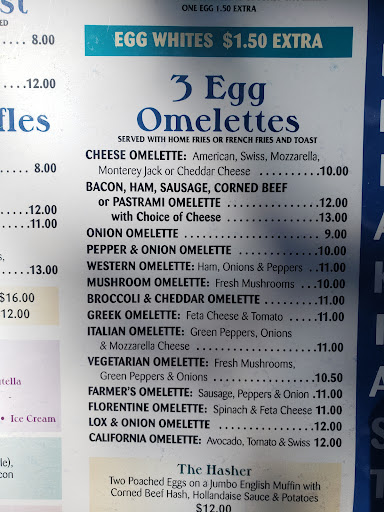 ONE EGG 1.50 EXTRA
EGG WHITES $1.50 EXTRA
3 Egg
Omelettes
SERVED WITH HOME FRIES OR FRENCH FRIES AND TOAST
CHEESE OMELETTE: American, Swiss, Mozzarella,
Monterey Jack or Cheddar Cheese ............10.00
BACON, HAM, SAUSAGE, CORNED BEEF
or PASTRAMI OMELETTE ................12.00
with Choice of Cheese ................13.00
ONION OMELETTE ........................ 9.00
PEPPER & ONION OMELETTE ............10.00
WESTERN OMELETTE: Ham, Onions & Peppers ..11.00
MUSHROOM OMELETTE: Fresh Mushrooms ....10.00
BROCCOLI & CHEDDAR OMELETTE ..........11.00
GREEK OMELETTE: Feta Cheese & Tomato .....11.00
ITALIAN OMELETTE: Green Peppers, Onions
& Mozzarella Cheese ......................11.00
VEGETARIAN OMELETTE: Fresh Mushrooms,
Green Peppers & Onions ..................10.50
FARMER'S OMELETTE: Sausage, Peppers & Onion .11.00
FLORENTINE OMELETTE: Spinach & Feta Cheese 11.00
LOX & ONION OMELETTE ..................12.00
CALIFORNIA OMELETTE: Avocado, Tomato & Swiss 12.00
The Hasher
Two Poached Eggs on a Jumbo English Muffin with
Corned Beef Hash, Hollandaise Sauce & Potatoes
$12.00
st
ED
.... 8.00
....12.00
fles
.... 8.00
.....12.00
.....11.00
s,
.....13.00
$16.00
12.00
tella
• Ice Cream
le),
con